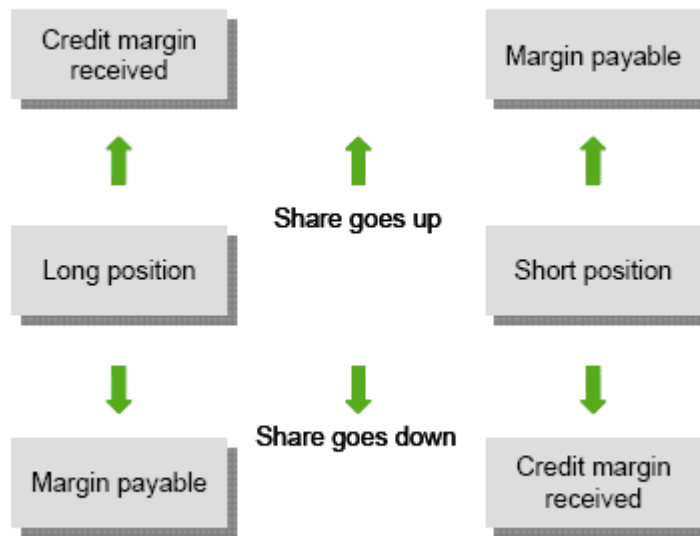 Credit margin
received
Margin payable
Share goes up
Long position
Short position
Share goes down
Margin payable
Credit margin
received